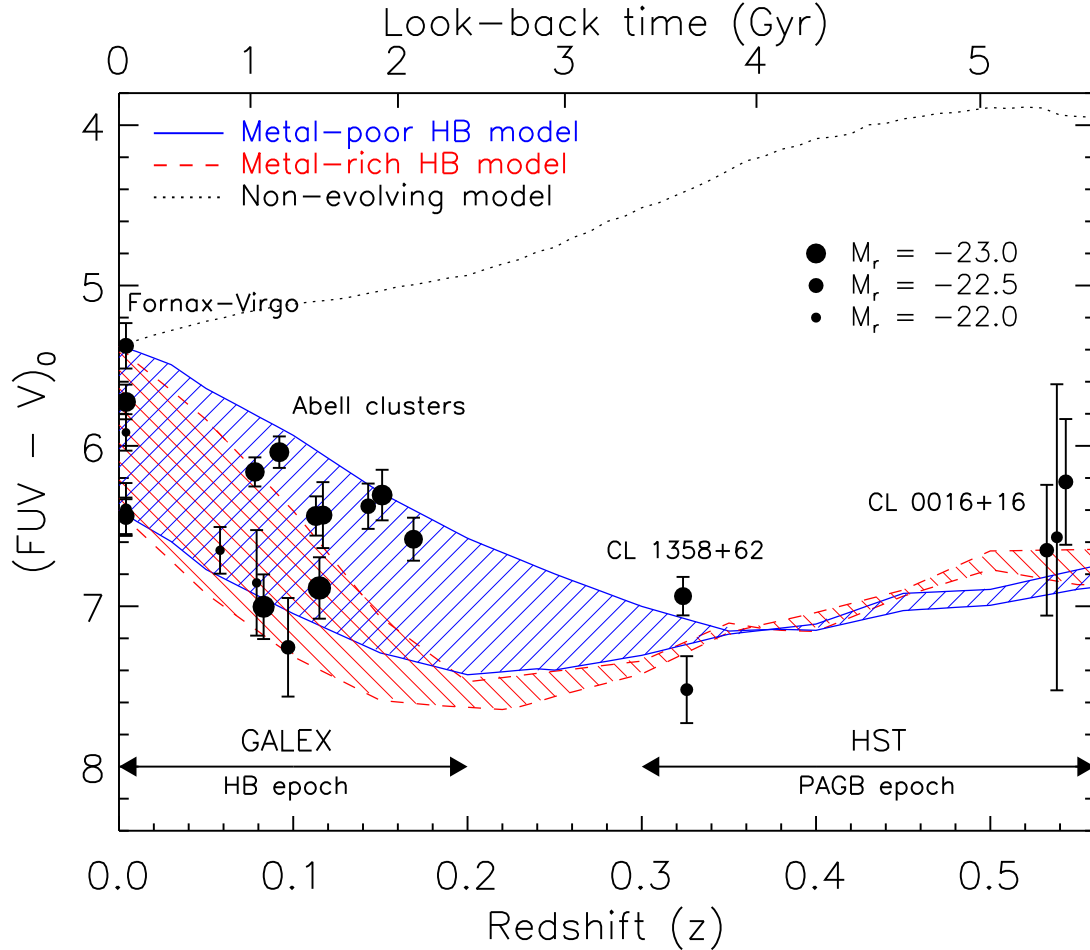 Look-back time (Gyr)
0 1 2 3 4 5
Metal-poor HB model
Metal-rich HB model
Non-evolving model
4
M_r = -23.0
M_r = -22.5
M_r = -22.0
5
Fornax-Virgo
(FUV - V)_0
Abell clusters
6
CL 0016+16
CL 1358+62
7
GALEX
HST
8
HB epoch
PAGB epoch
0.0 0.1 0.2 0.3 0.4 0.5
Redshift (z)